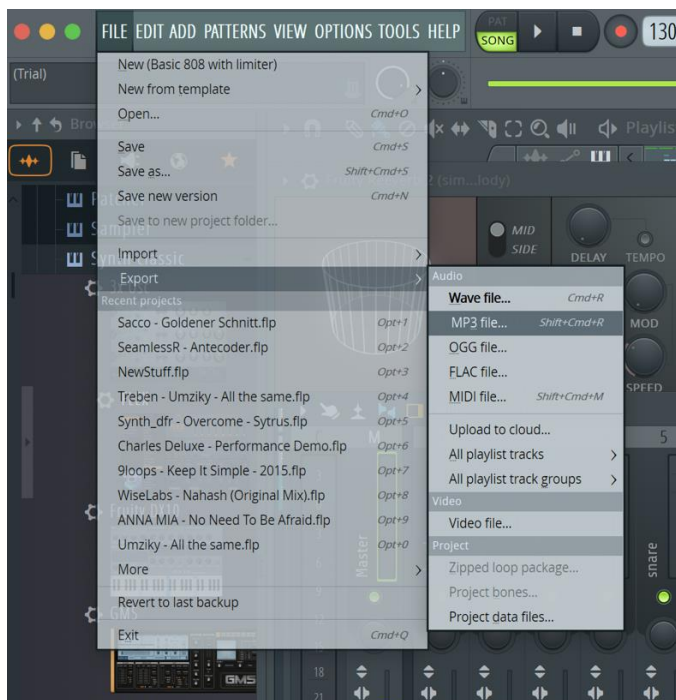 FILE EDIT ADD PATTERNS VIEW OPTIONS TOOLS HELP
PAT
SONG
130
(Trial)
New (Basic 808 with limiter)
New from template
Open... Cmd+O
Save Cmd+S
Save as... Shift+Cmd+S
Save new version Cmd+N
Save to new project folder...
Import
Export
Recent projects
Sacco - Goldener Schnitt.flp Opt+1
SeamlessR - Antecoder.flp Opt+2
NewStuff.flp Opt+3
Treben - Umziky - All the same.flp Opt+4
Synth_dfr - Overcome - Sytrus.flp Opt+5
Charles Deluxe - Performance Demo.flp Opt+6
9loops - Keep It Simple - 2015.flp Opt+7
WiseLabs - Nahash (Original Mix).flp Opt+8
ANNA MIA - No Need To Be Afraid.flp Opt+9
Umziky - All the same.flp Opt+0
More
Revert to last backup
Exit Cmd+Q
Audio
Wave file... Cmd+R
MP3 file... Shift+Cmd+R
OGG file...
FLAC file...
MIDI file... Shift+Cmd+M
Upload to cloud...
All playlist tracks
All playlist track groups
Video
Video file...
Project
Zipped loop package...
Project bones...
Project data files...
Playlis
MID
SIDE
DELAY
TEMPO
MOD
SPEED
5
Master
snare
Fruity DX10
GMS
GMS
18
21